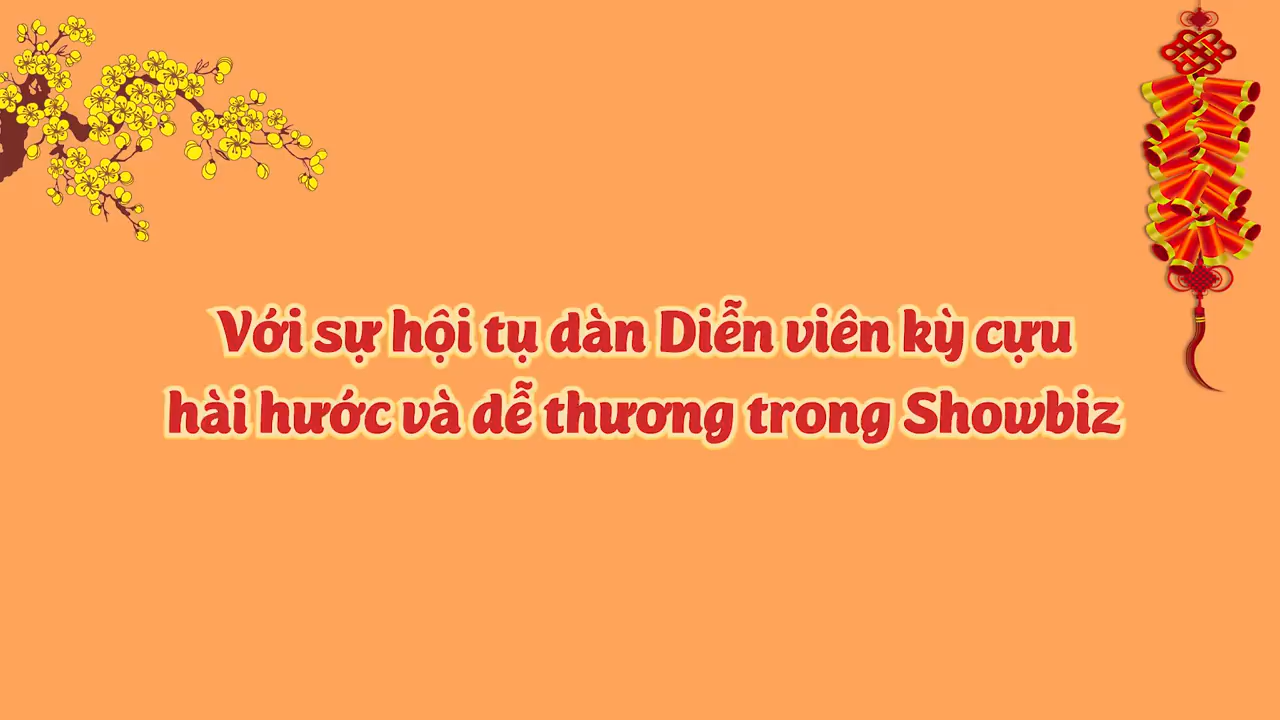 Với sự hội tụ dàn Diễn viên kỳ cựu
hài hước và dễ thương trong Showbiz